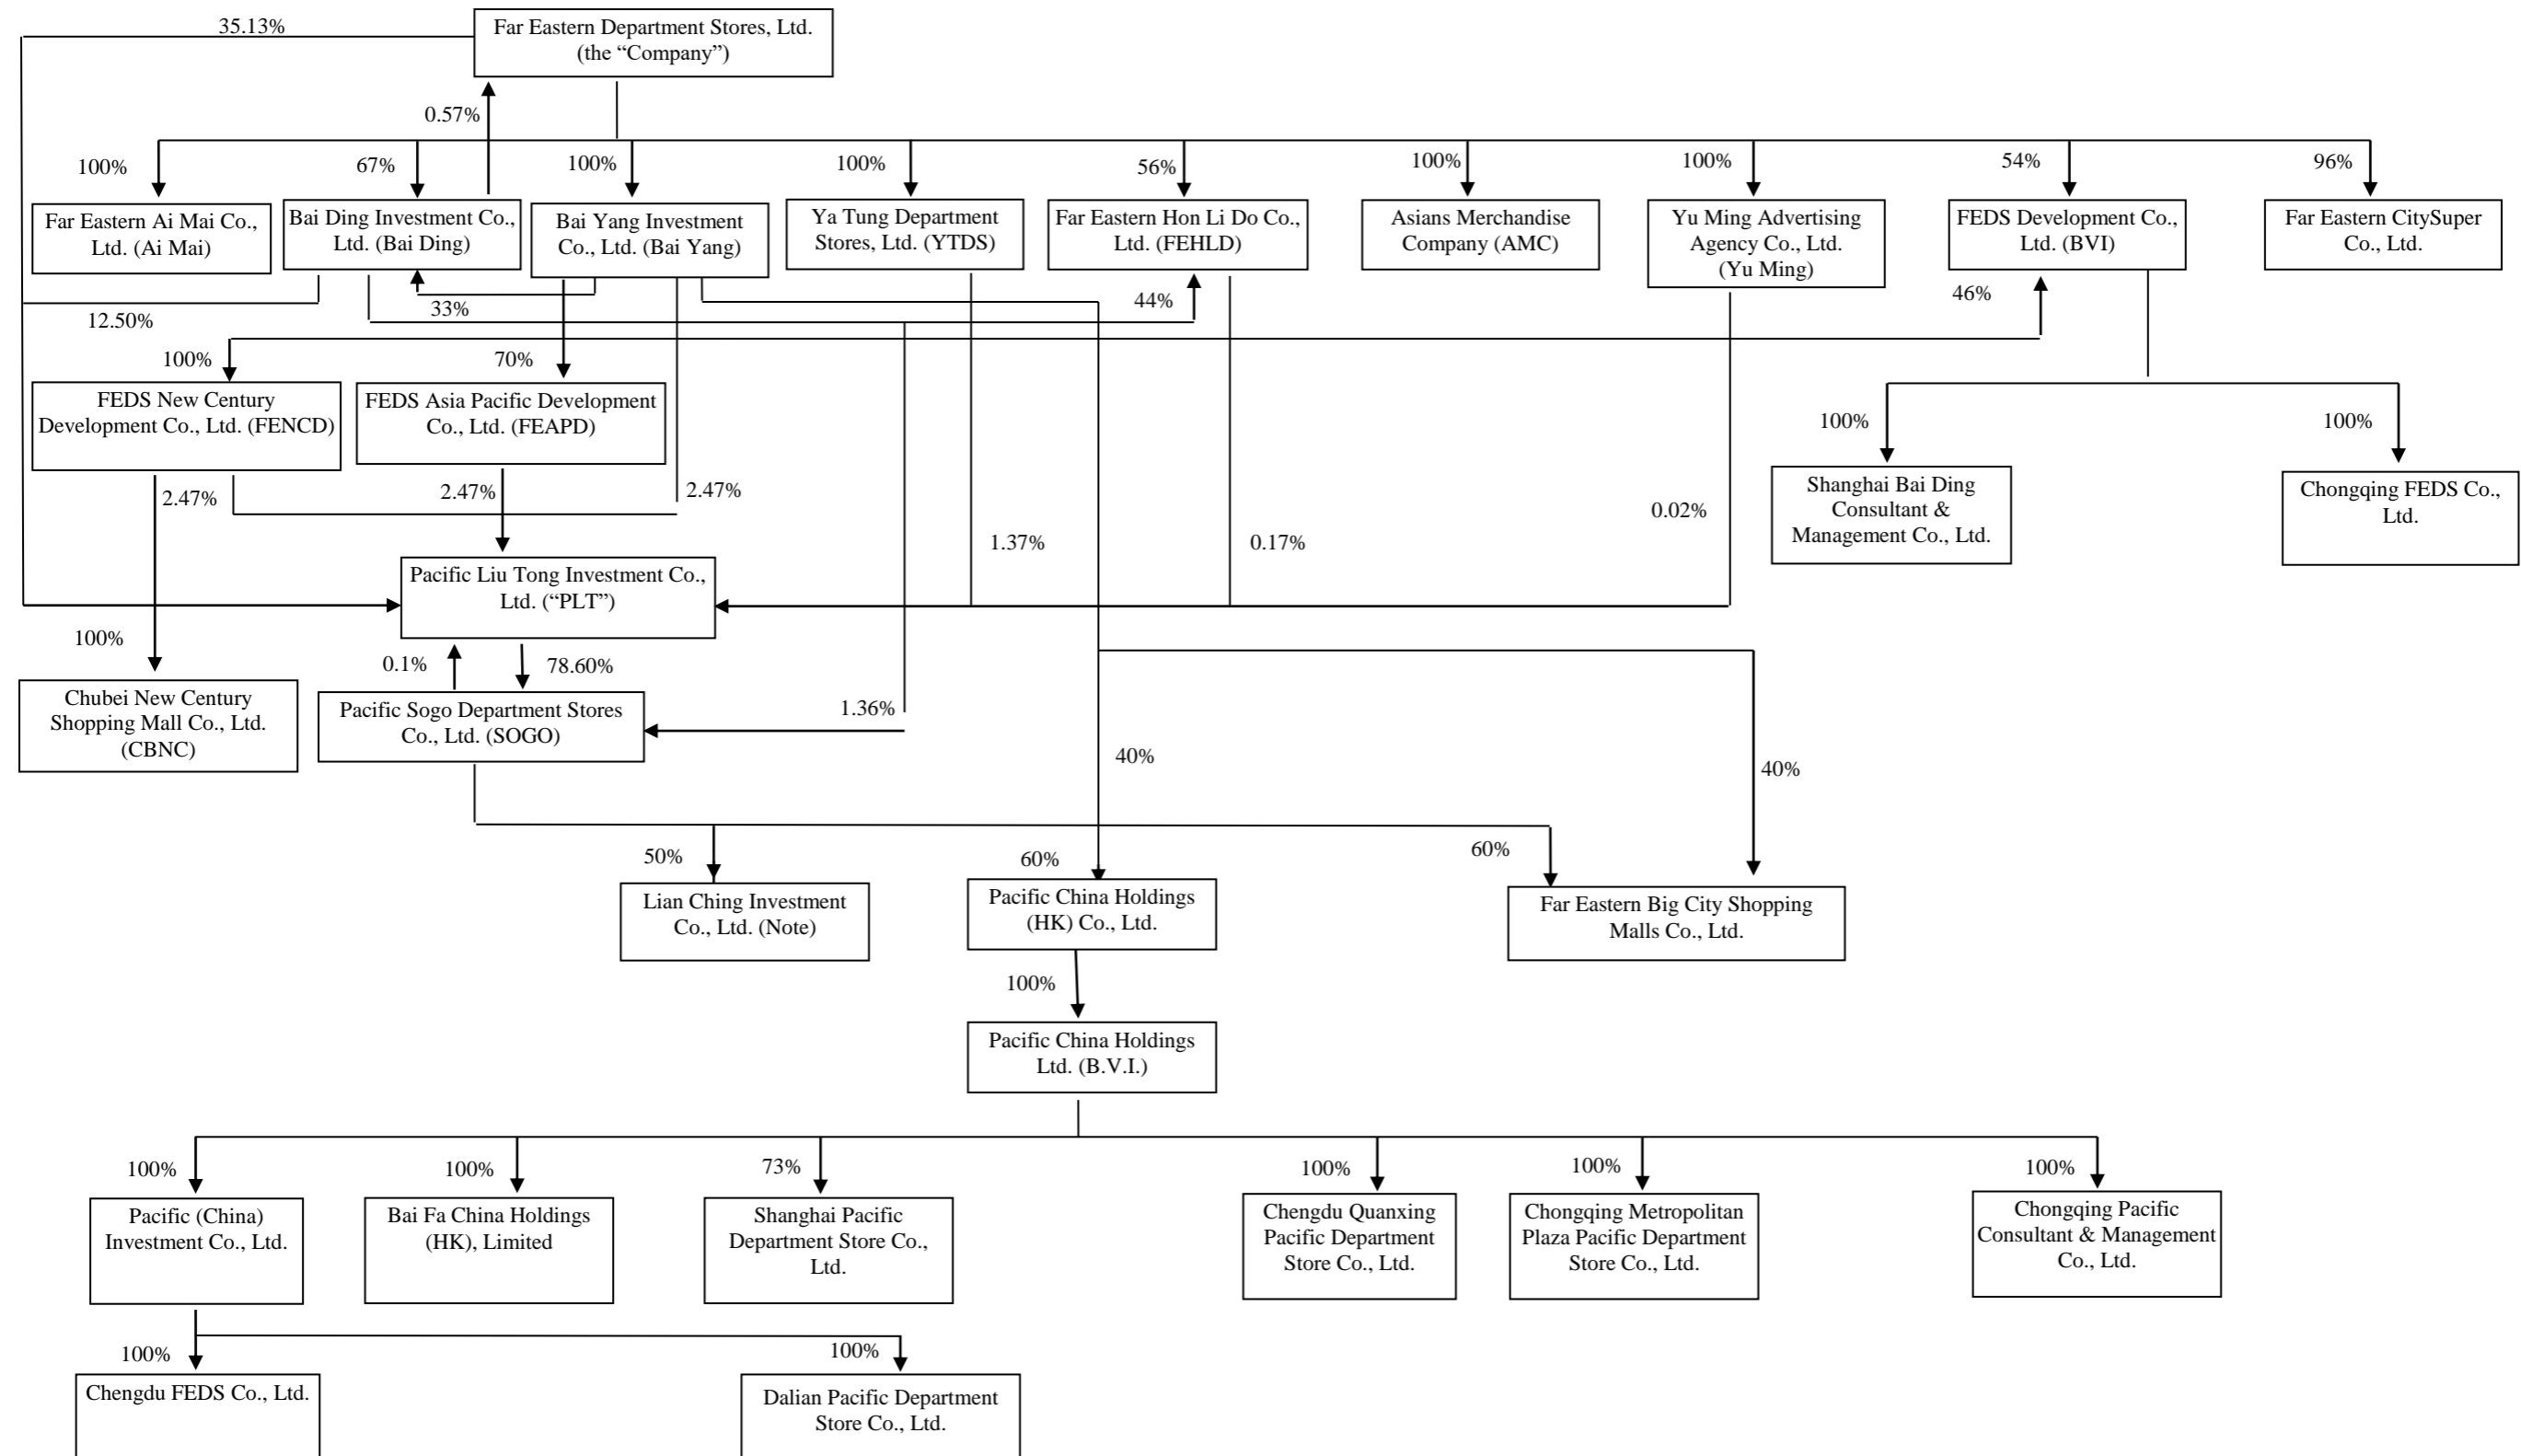 35.13%
Far Eastern Department Stores, Ltd.
(the “Company”)
0.57%
100%
67%
100%
100%
56%
100%
100%
54%
96%
Far Eastern Ai Mai Co.,
Ltd. (Ai Mai)
Bai Ding Investment Co.,
Ltd. (Bai Ding)
Bai Yang Investment
Co., Ltd. (Bai Yang)
Ya Tung Department
Stores, Ltd. (YTDS)
Far Eastern Hon Li Do Co.,
Ltd. (FEHLD)
Asians Merchandise
Company (AMC)
Yu Ming Advertising
Agency Co., Ltd.
(Yu Ming)
FEDS Development Co.,
Ltd. (BVI)
Far Eastern CitySuper
Co., Ltd.
12.50%
33%
44%
46%
100%
70%
FEDS New Century
Development Co., Ltd. (FENCD)
FEDS Asia Pacific Development
Co., Ltd. (FEAPD)
100%
100%
2.47%
2.47%
2.47%
1.37%
0.17%
0.02%
Shanghai Bai Ding
Consultant &
Management Co., Ltd.
Chongqing FEDS Co.,
Ltd.
Pacific Liu Tong Investment Co.,
Ltd. (“PLT”)
100%
0.1%
78.60%
Chubei New Century
Shopping Mall Co., Ltd.
(CBNC)
Pacific Sogo Department Stores
Co., Ltd. (SOGO)
1.36%
40%
40%
50%
60%
60%
Lian Ching Investment
Co., Ltd. (Note)
Pacific China Holdings
(HK) Co., Ltd.
Far Eastern Big City Shopping
Malls Co., Ltd.
100%
Pacific China Holdings
Ltd. (B.V.I.)
100%
100%
73%
100%
100%
100%
Pacific (China)
Investment Co., Ltd.
Bai Fa China Holdings
(HK), Limited
Shanghai Pacific
Department Store Co.,
Ltd.
Chengdu Quanxing
Pacific Department
Store Co., Ltd.
Chongqing Metropolitan
Plaza Pacific Department
Store Co., Ltd.
Chongqing Pacific
Consultant & Management
Co., Ltd.
100%
100%
Chengdu FEDS Co., Ltd.
Dalian Pacific Department
Store Co., Ltd.